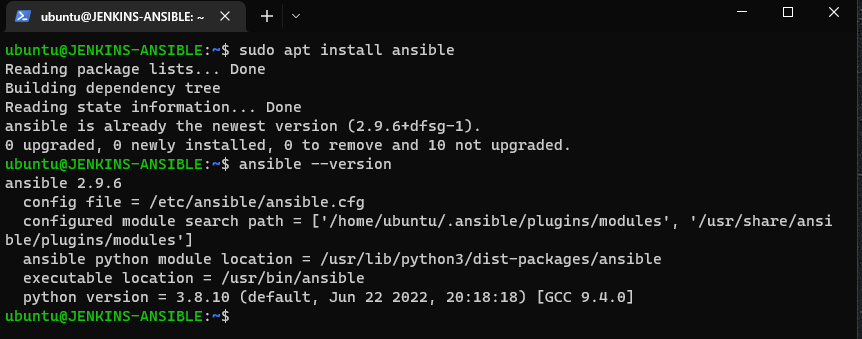 ubuntu@JENKINS-ANSIBLE: ~
ubuntu@JENKINS-ANSIBLE:~$ sudo apt install ansible
Reading package lists... Done
Building dependency tree
Reading state information... Done
ansible is already the newest version (2.9.6+dfsg-1).
0 upgraded, 0 newly installed, 0 to remove and 10 not upgraded.
ubuntu@JENKINS-ANSIBLE:~$ ansible --version
ansible 2.9.6
  config file = /etc/ansible/ansible.cfg
  configured module search path = ['/home/ubuntu/.ansible/plugins/modules', '/usr/share/ansi
ble/plugins/modules']
  ansible python module location = /usr/lib/python3/dist-packages/ansible
  executable location = /usr/bin/ansible
  python version = 3.8.10 (default, Jun 22 2022, 20:18:18) [GCC 9.4.0]
ubuntu@JENKINS-ANSIBLE:~$